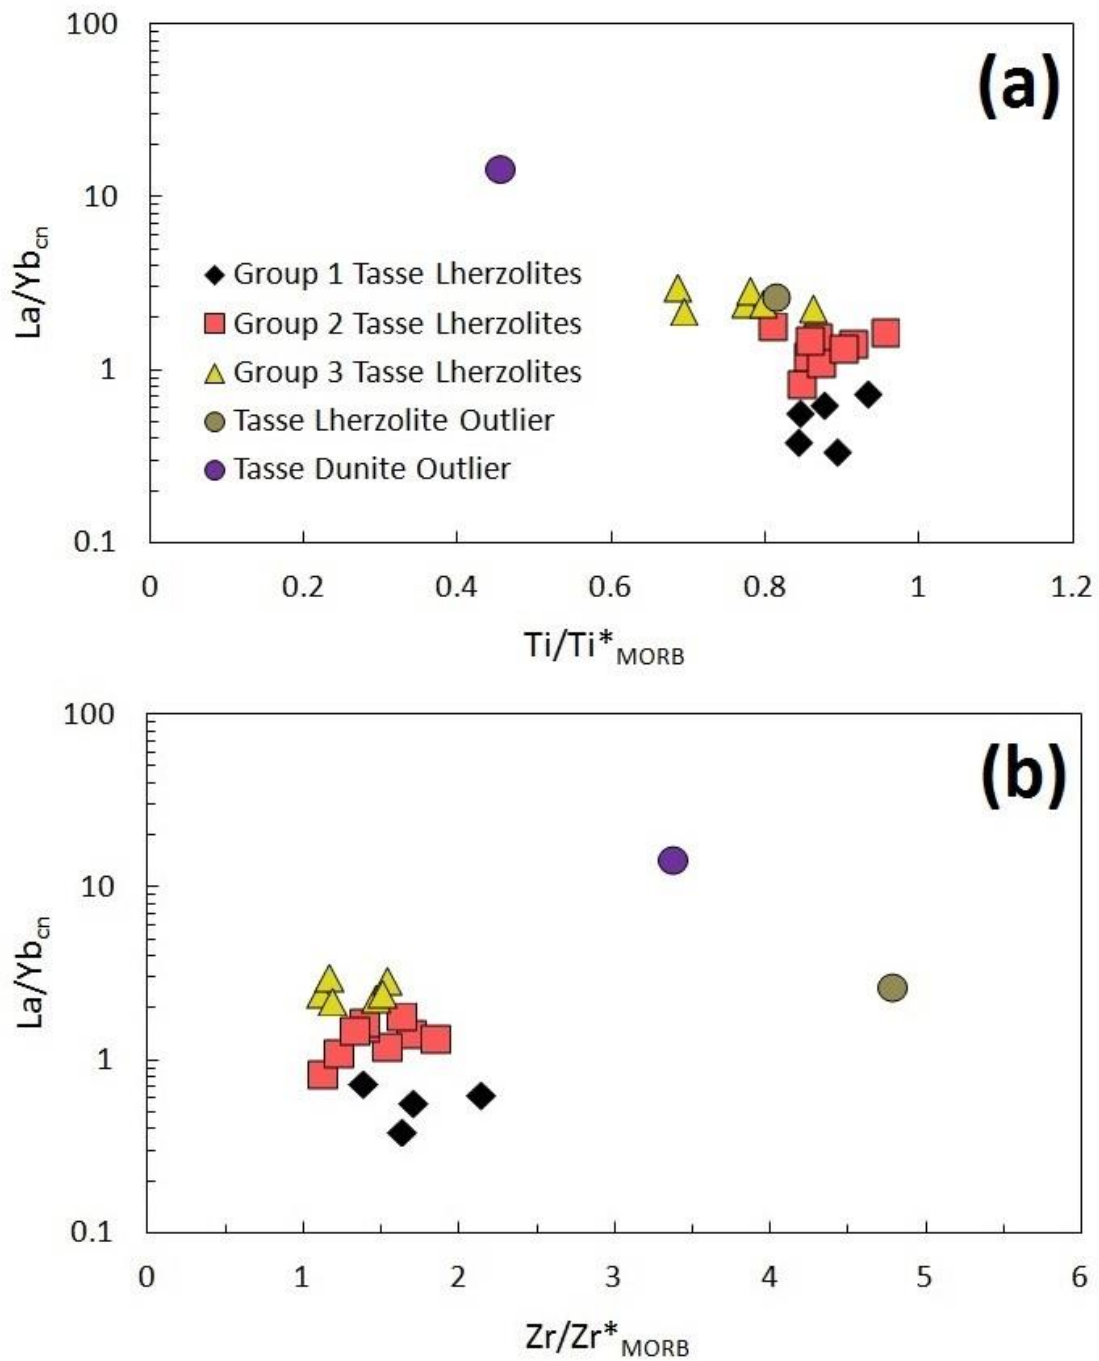 100
(a)
10
La/Ybcn
Group 1 Tasse Lherzolites
Group 2 Tasse Lherzolites
1
Group 3 Tasse Lherzolites
Tasse Lherzolite Outlier
Tasse Dunite Outlier
0.1
0 0.2 0.4 0.6 0.8 1 1.2
Ti/Ti*MORB
100
(b)
10
La/Ybcn
1
0.1
0 1 2 3 4 5 6
Zr/Zr*MORB